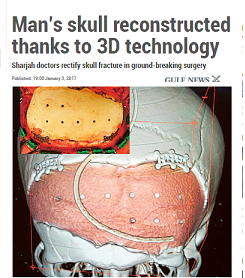 Man's skull reconstructed
thanks to 3D technology
Sharjah doctors rectify skull fracture in ground-breaking surgery
Published: 19:00 January 3, 2017
GULF NEWS